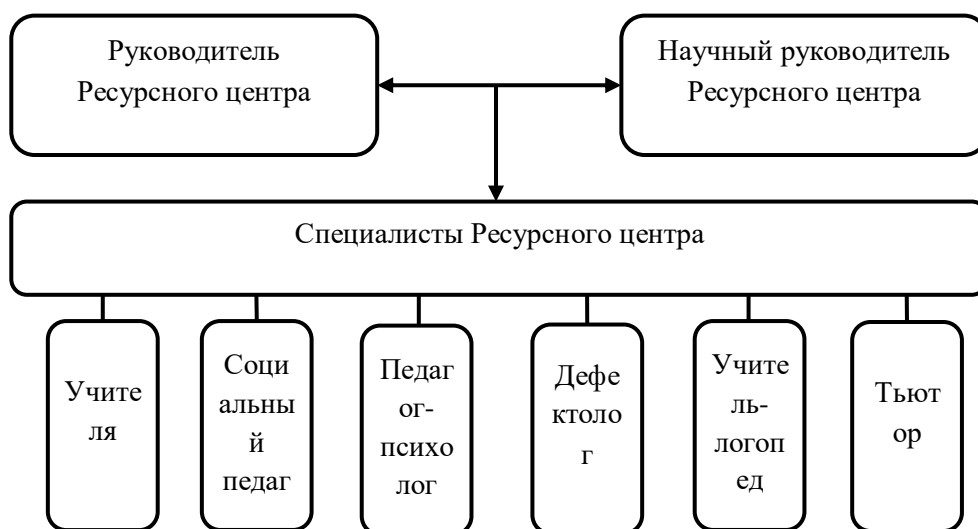 Руководитель
Ресурсного центра
Научный руководитель
Ресурсного центра
Специалисты Ресурсного центра
Учите
ля
Соци
альны
й
педаг
Педаг
ог-
психо
лог
Дефе
ктоло
г
Учите
ль-
логоп
ед
Тьют
ор